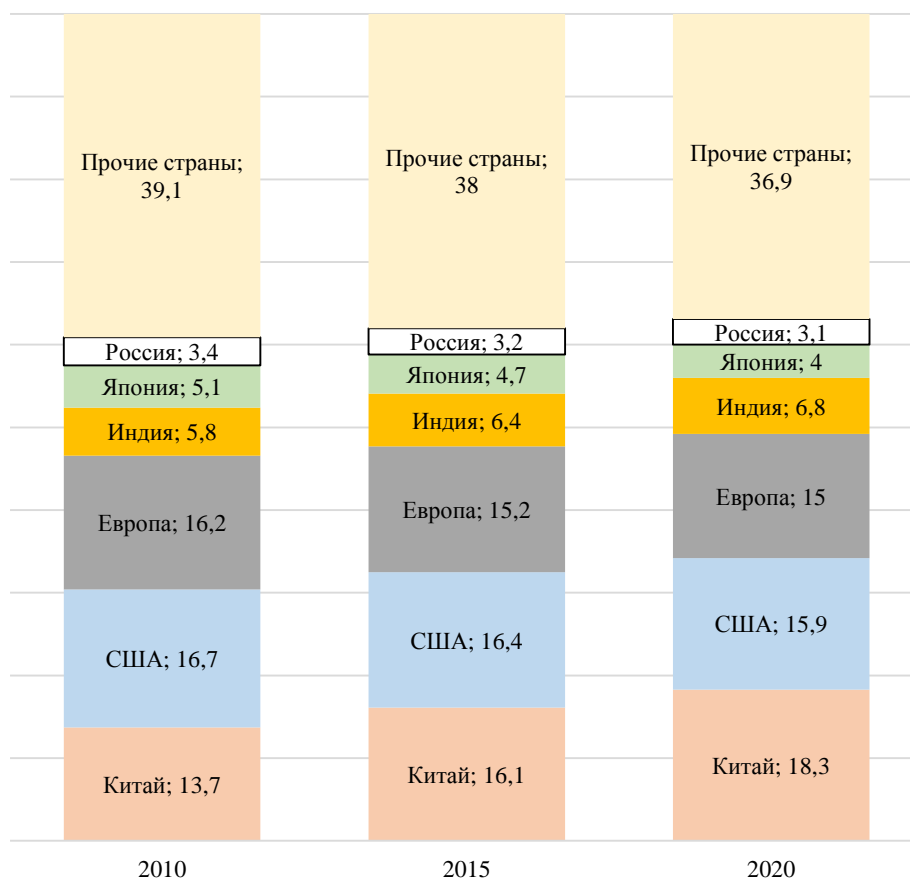 Прочие страны;
39,1
Россия; 3,4
Япония; 5,1
Индия; 5,8
Европа; 16,2
США; 16,7
Китай; 13,7
2010
Прочие страны;
38
Россия; 3,2
Япония; 4,7
Индия; 6,4
Европа; 15,2
США; 16,4
Китай; 16,1
2015
Прочие страны;
36,9
Россия; 3,1
Япония; 4
Индия; 6,8
Европа; 15
США; 15,9
Китай; 18,3
2020